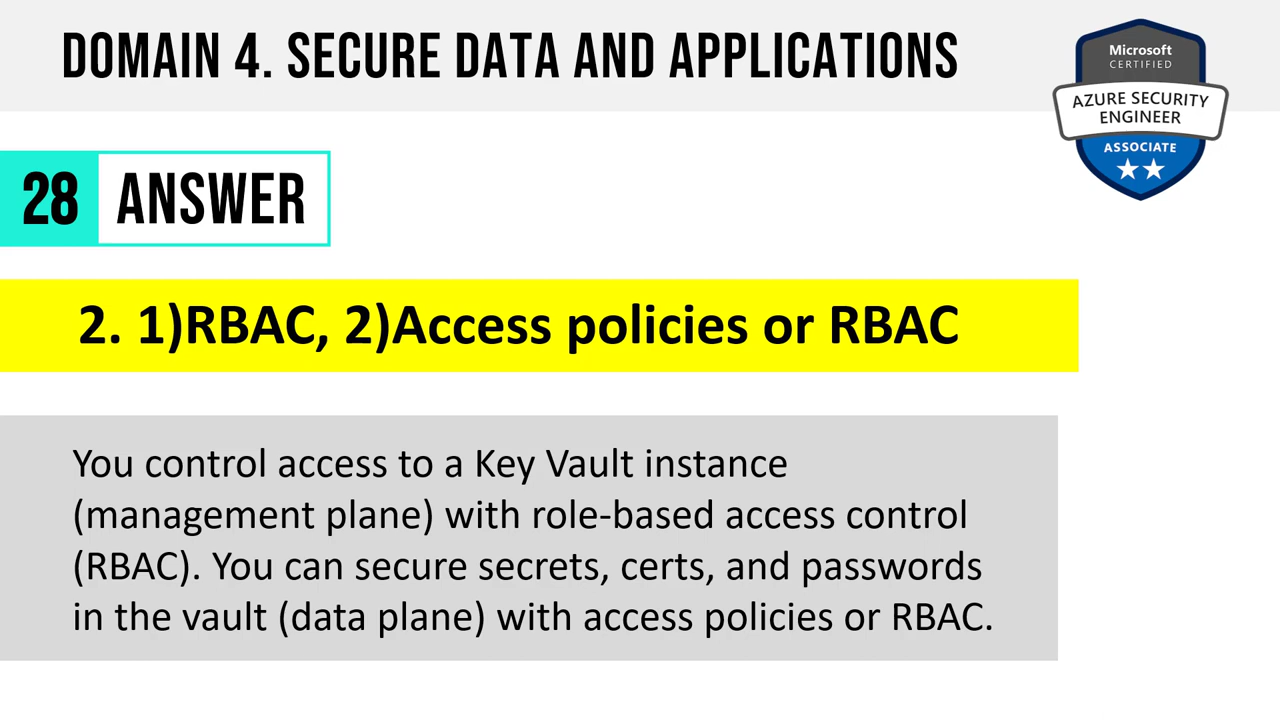 DOMAIN 4. SECURE DATA AND APPLICATIONS
Microsoft
CERTIFIED
AZURE SECURITY
ENGINEER
ASSOCIATE
28 ANSWER
2. 1)RBAC, 2)Access policies or RBAC
You control access to a Key Vault instance
(management plane) with role-based access control
(RBAC). You can secure secrets, certs, and passwords
in the vault (data plane) with access policies or RBAC.